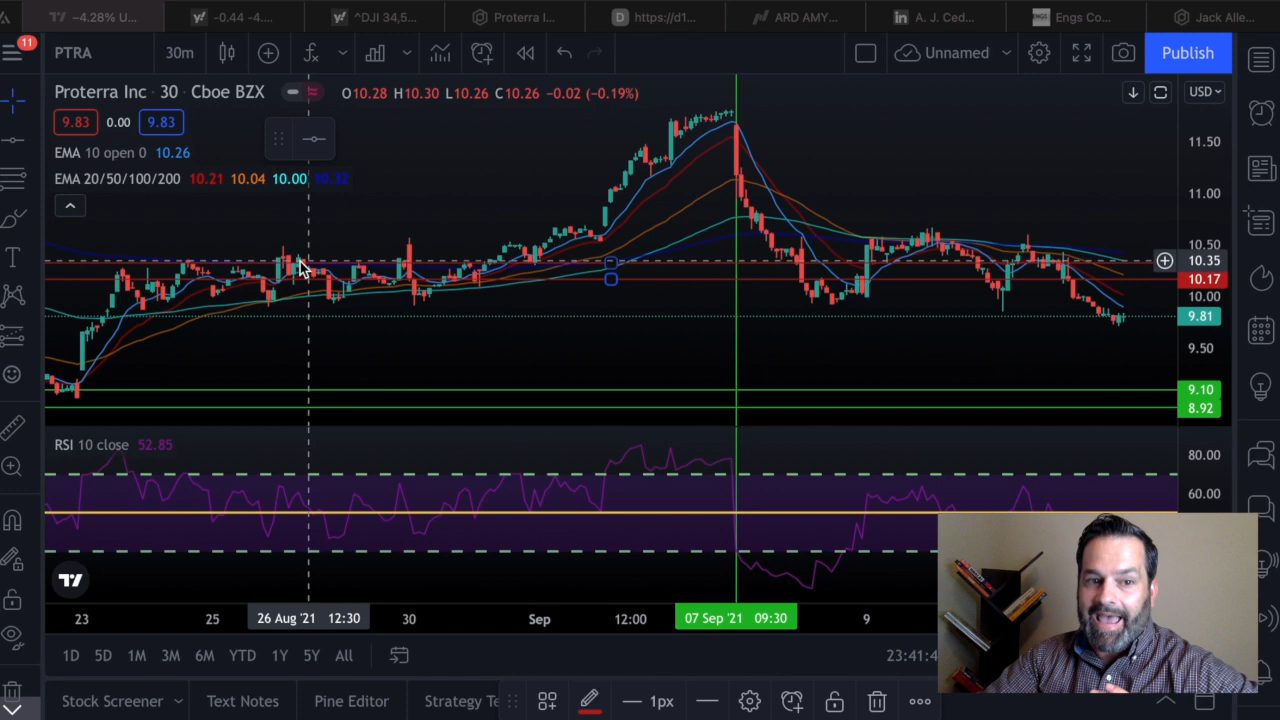 -4.28% U...
-0.44 -4....
^DJI 34,5...
Proterra I...
https://d1...
ARD AMY...
A. J. Ced...
ENGS Engs Co...
Jack Alle...
11
PTRA
30m
Unnamed
Publish
Proterra Inc · 30 · Cboe BZX
O10.28 H10.30 L10.26 C10.26 -0.02 (-0.19%)
USD
9.83
0.00
9.83
EMA 10 open 0 10.26
EMA 20/50/100/200 10.21 10.04 10.00 10.32
11.50
11.00
10.50
10.35
10.17
10.00
9.81
9.50
9.10
8.92
RSI 10 close 52.85
80.00
60.00
23
25
26 Aug '21 12:30
30
Sep
12:00
07 Sep '21 09:30
9
1D 5D 1M 3M 6M YTD 1Y 5Y All
23:41:4
Stock Screener
Text Notes
Pine Editor
Strategy Te
1px